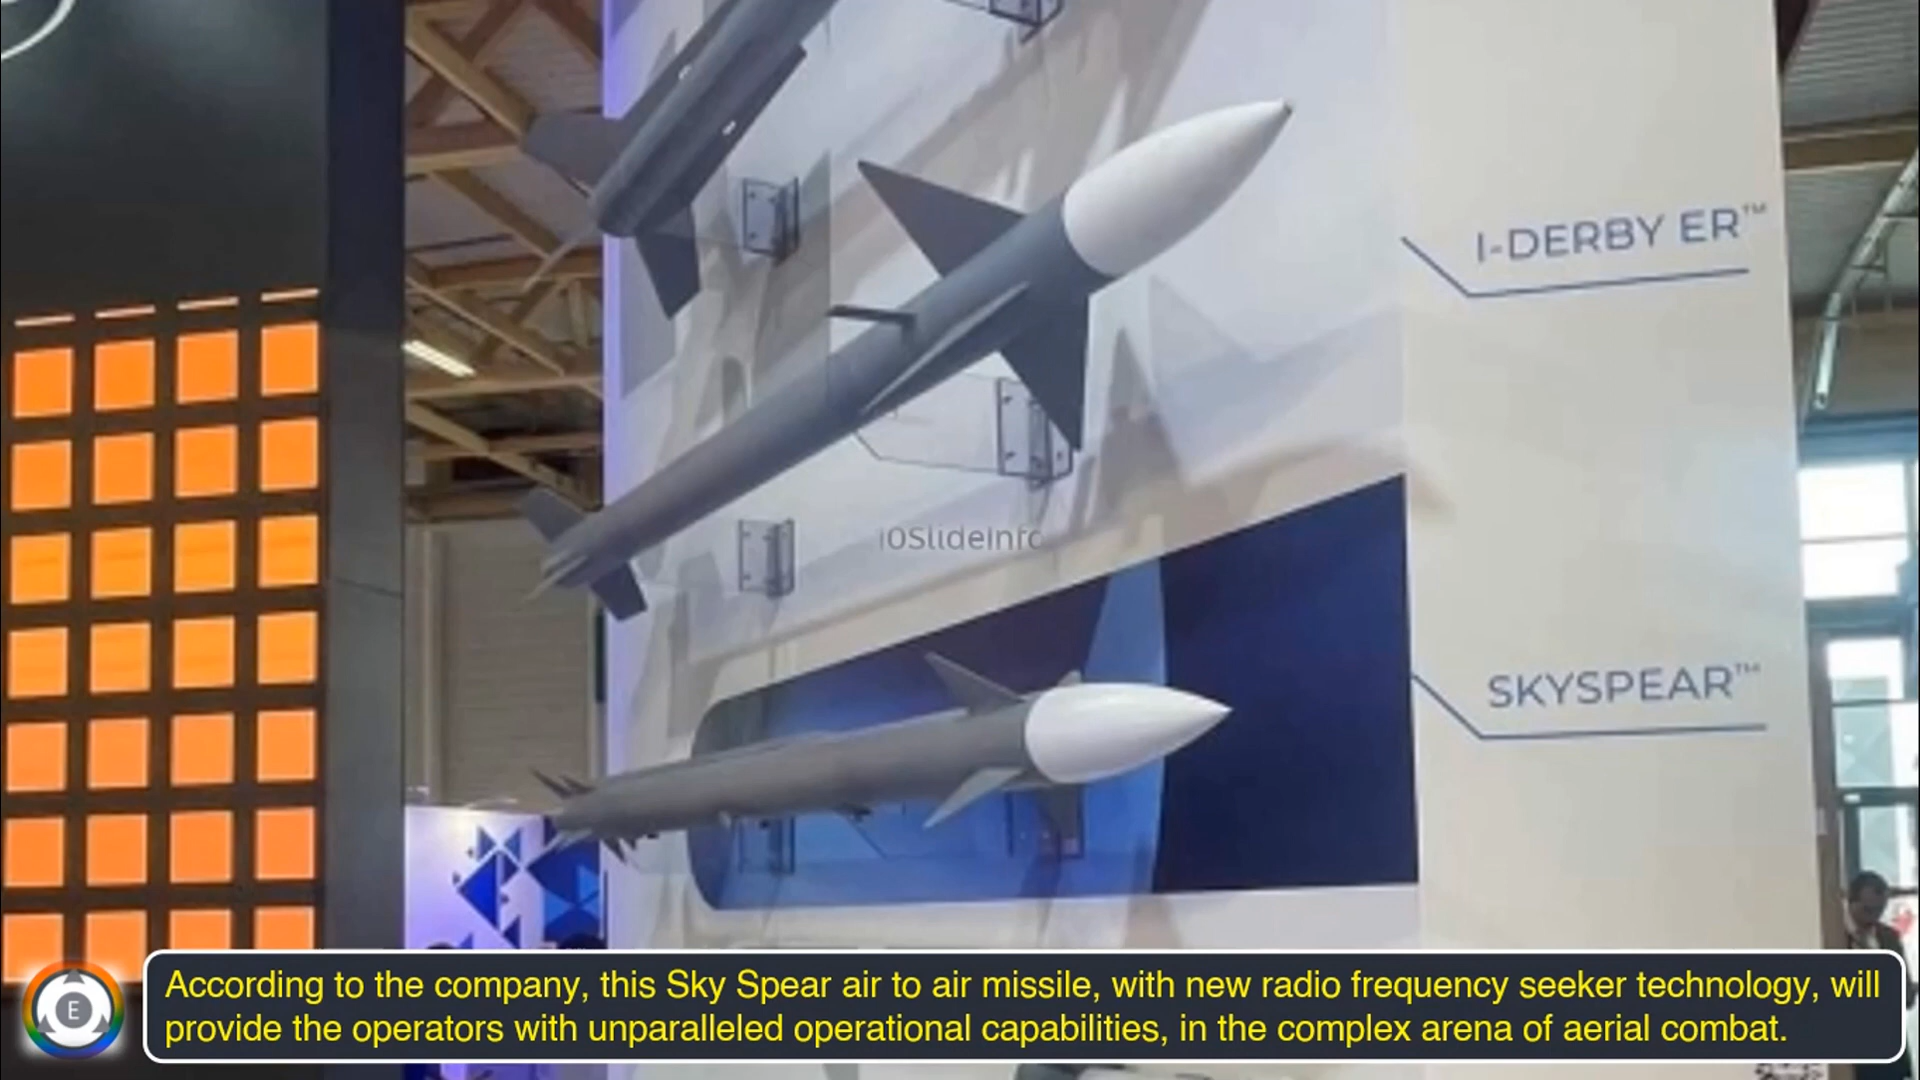 I-DERBY ER™
i0SlideInfo
SKYSPEAR™
E
According to the company, this Sky Spear air to air missile, with new radio frequency seeker technology, will
provide the operators with unparalleled operational capabilities, in the complex arena of aerial combat.